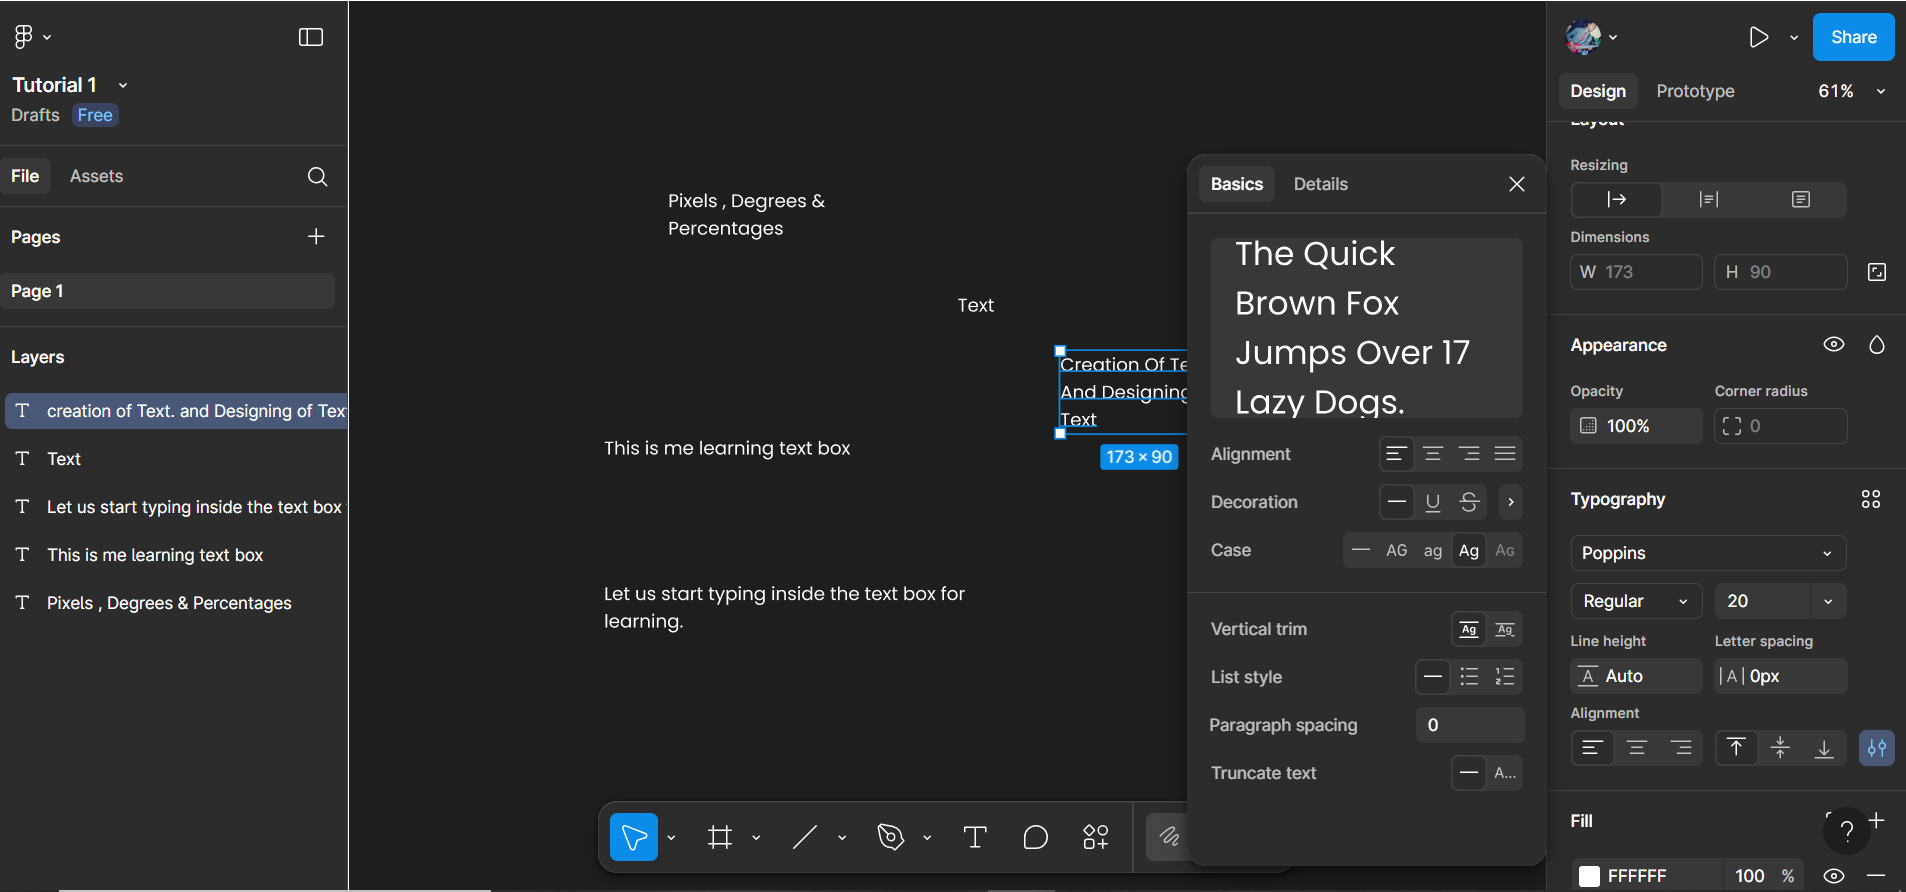 Tutorial 1
Drafts Free
File Assets
Pages
Page 1
Layers
creation of Text. and Designing of Tex
Text
Let us start typing inside the text box
This is me learning text box
Pixels , Degrees & Percentages
Pixels , Degrees &
Percentages
Text
Creation Of Te
And Designing
Text
173 × 90
This is me learning text box
Let us start typing inside the text box for
learning.
Basics Details
The Quick
Brown Fox
Jumps Over 17
Lazy Dogs.
Alignment
Decoration
Case AG ag Ag AG
Vertical trim Ag Ag
List style
Paragraph spacing 0
Truncate text A...
Share
Design Prototype 61%
Layout
Resizing
Dimensions
W 173 H 90
Appearance
Opacity Corner radius
100% 0
Typography
Poppins
Regular 20
Line height Letter spacing
A Auto |A| 0px
Alignment
Fill
?
FFFFFF 100 %